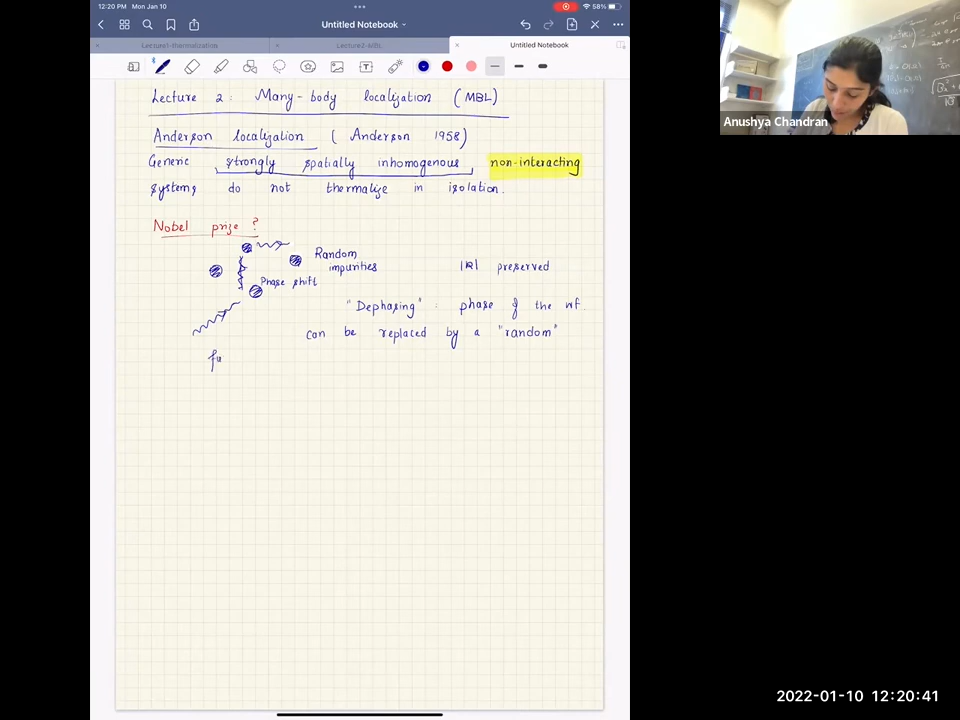 12:20 PM Mon Jan 10
58%
Untitled Notebook
Lecture1-thermalization
Lecture2-MBL
Untitled Notebook
Lecture 2: Many-body localization (MBL)
Anderson localization (Anderson 1958)
Generic strongly spatially inhomogenous non-interacting
systems do not thermalize in isolation.
Nobel prize?
Random
impurities
|k| preserved
Phase shift
"Dephasing": phase of the wf.
can be replaced by a "random"
fu
Anushya Chandran
2022-01-10 12:20:41